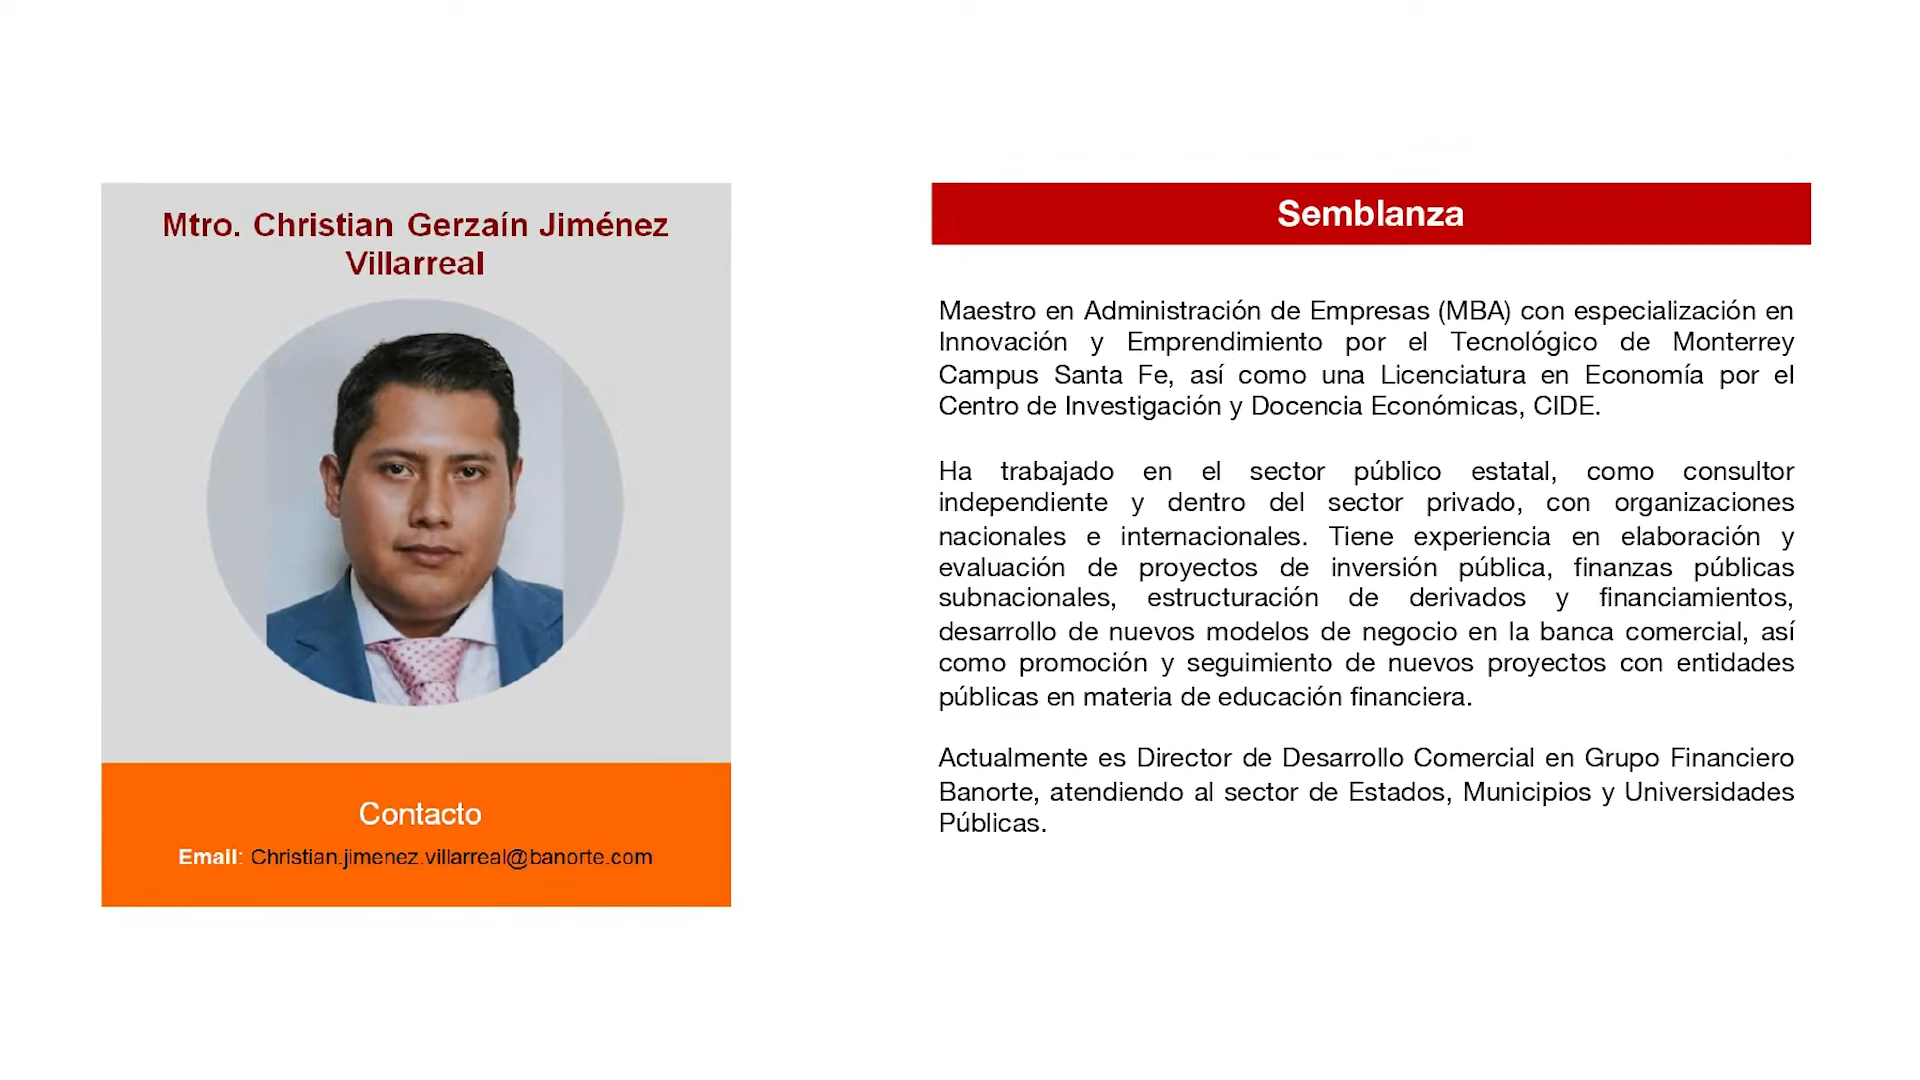 Mtro. Christian Gerzaín Jiménez
Villarreal
Contacto
Email: Christian.jimenez.villarreal@banorte.com
Semblanza
Maestro en Administración de Empresas (MBA) con especialización en
Innovación y Emprendimiento por el Tecnológico de Monterrey
Campus Santa Fe, así como una Licenciatura en Economía por el
Centro de Investigación y Docencia Económicas, CIDE.
Ha trabajado en el sector público estatal, como consultor
independiente y dentro del sector privado, con organizaciones
nacionales e internacionales. Tiene experiencia en elaboración y
evaluación de proyectos de inversión pública, finanzas públicas
subnacionales, estructuración de derivados y financiamientos,
desarrollo de nuevos modelos de negocio en la banca comercial, así
como promoción y seguimiento de nuevos proyectos con entidades
públicas en materia de educación financiera.
Actualmente es Director de Desarrollo Comercial en Grupo Financiero
Banorte, atendiendo al sector de Estados, Municipios y Universidades
Públicas.